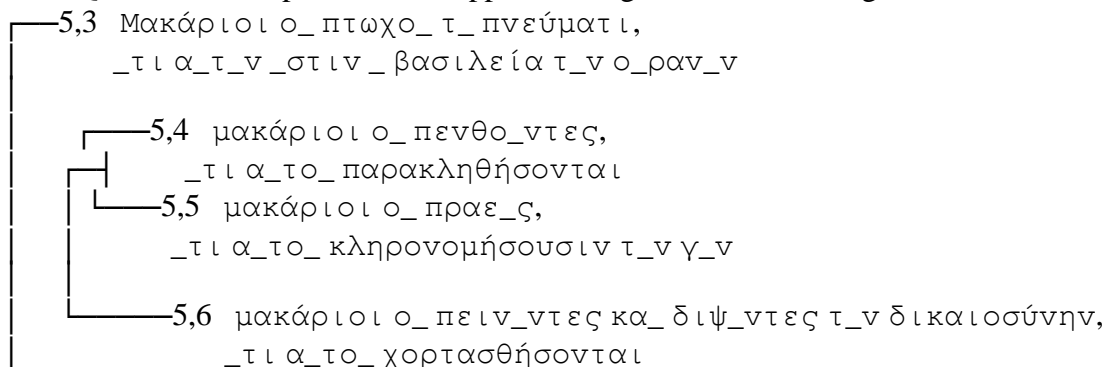 5,3 Μακάριοι ο_ πτωχο_ τ_ πνεύματι,
_τι α_τ_ν _στιν _ βασιλεία τ_ν ο_ραν_ν
5,4 μακάριοι ο_ πενθο_ντες,
_τι α_το_ παρακληθήσονται
5,5 μακάριοι ο_ πραε_ς,
_τι α_το_ κληρονομήσουσιν τ_ν γ_ν
5,6 μακάριοι ο_ πειν_ντες κα_ διψ_ντες τ_ν δικαιοσύνην,
_τι α_το_ χορτασθήσονται